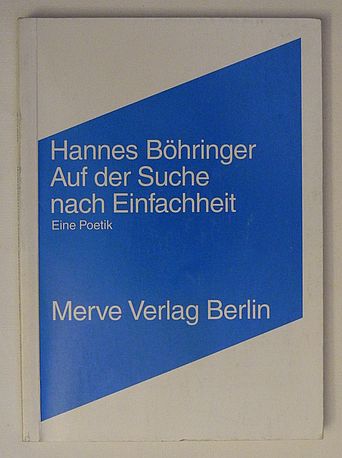 Hannes Böhringer
Auf der Suche
nach Einfachheit
Eine Poetik
Merve Verlag Berlin